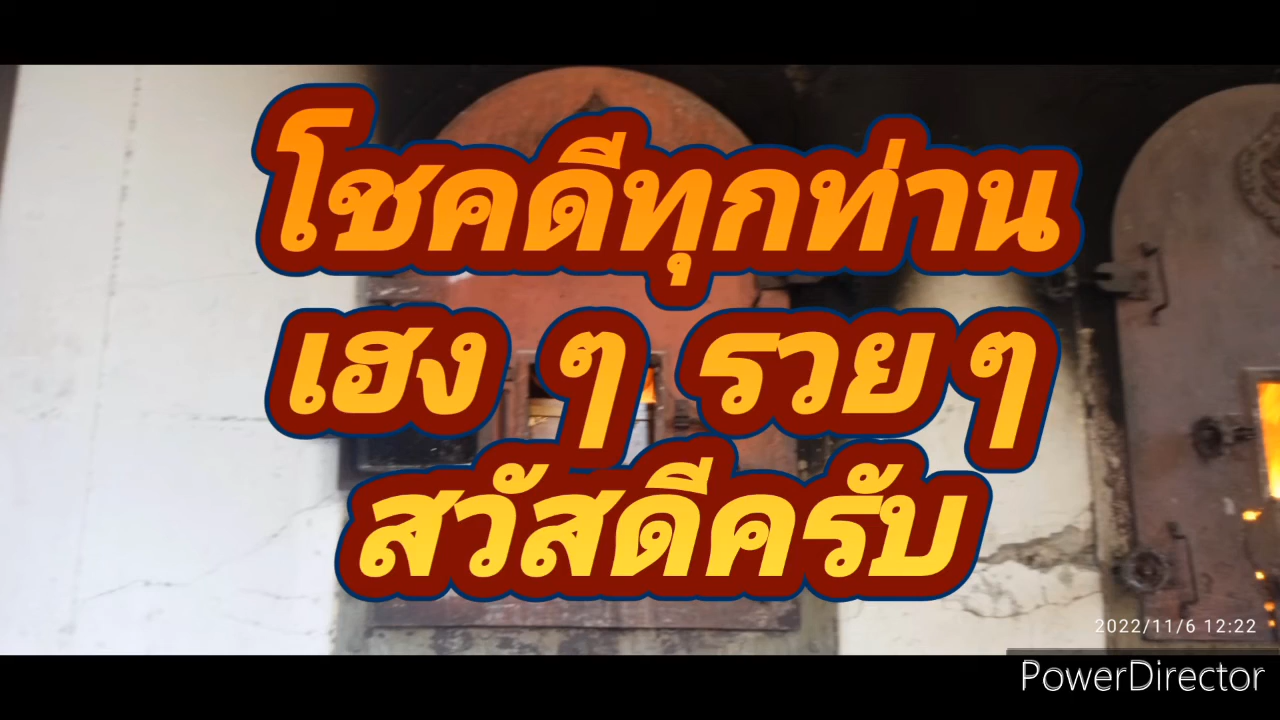 โชคดีทุกท่าน
เฮง ๆ รวย ๆ
สวัสดีครับ
2022/11/6 12:22
PowerDirector